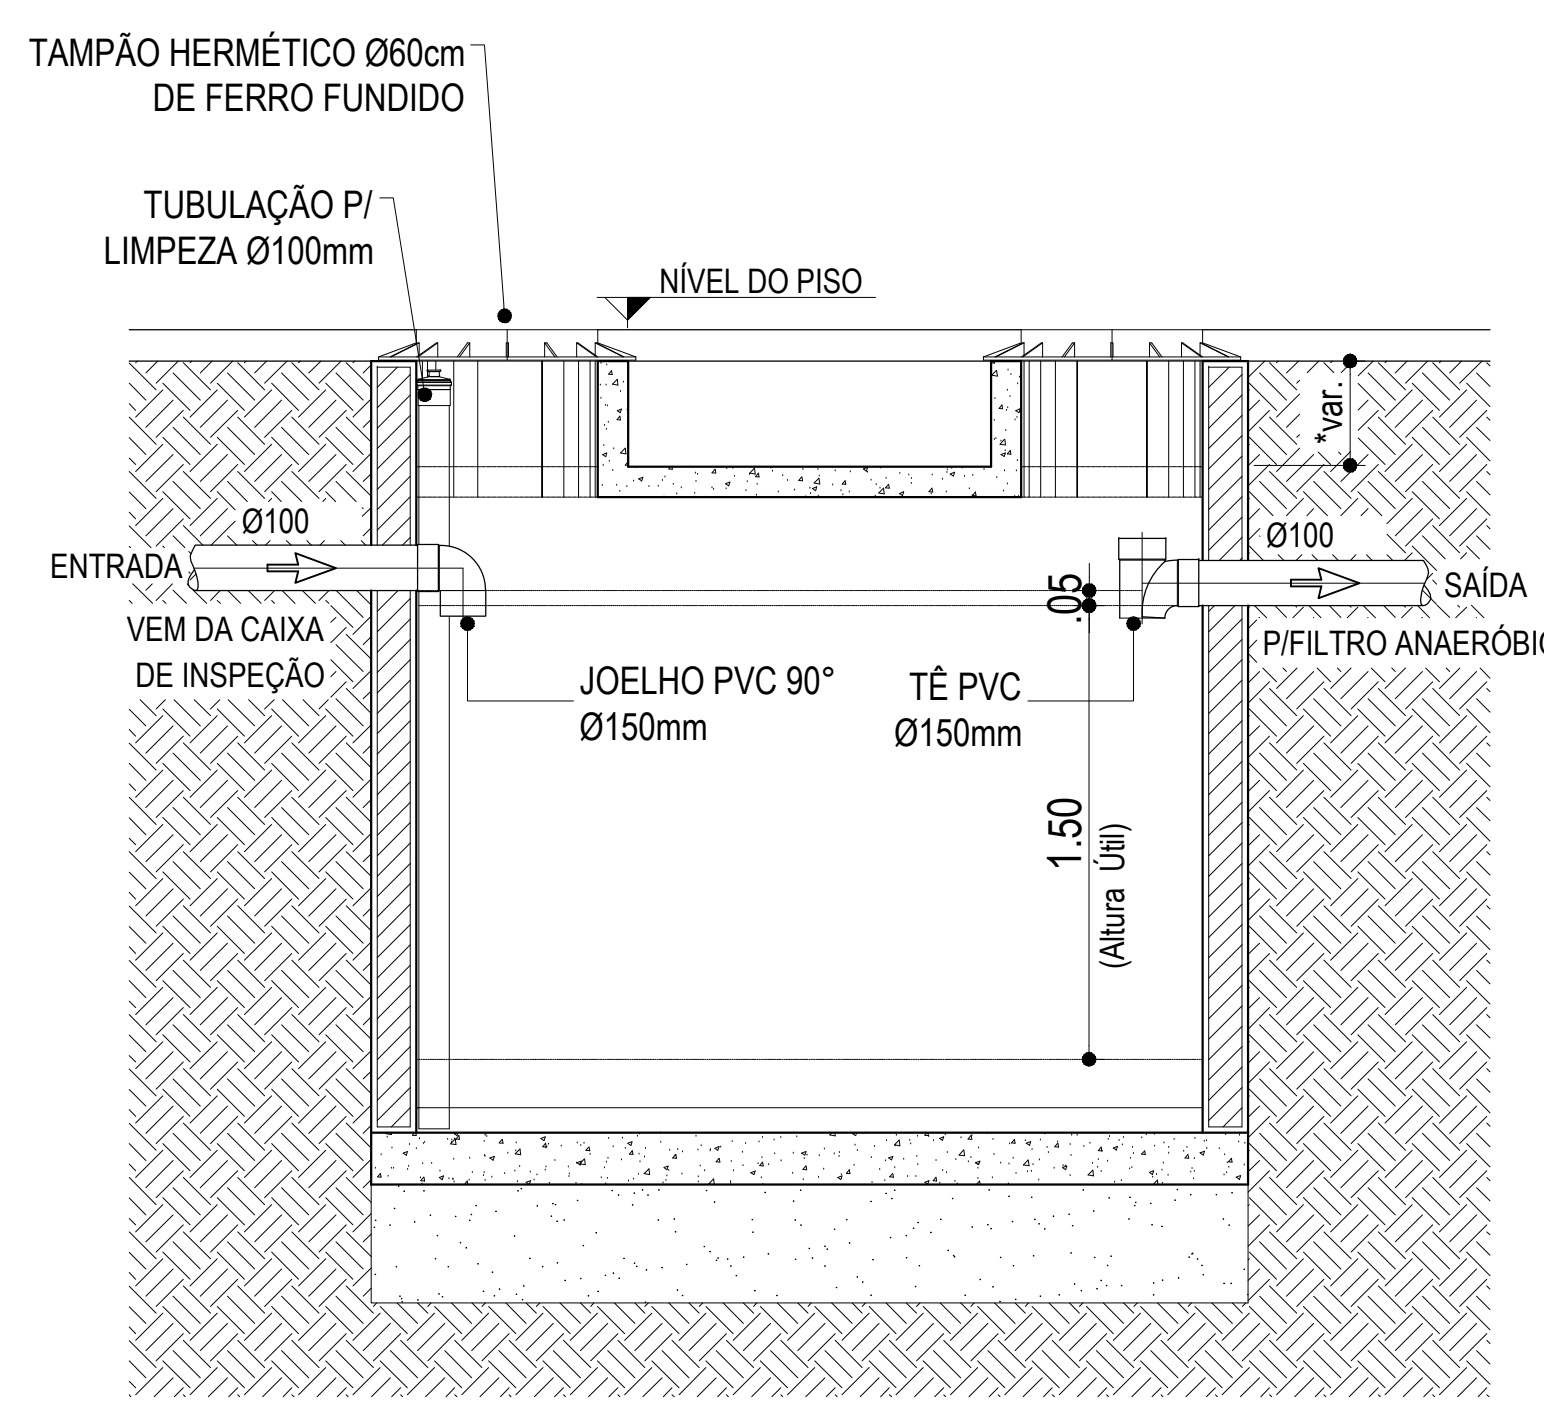 TAMPÃO HERMÉTICO Ø60cm
DE FERRO FUNDIDO
TUBULAÇÃO P/
LIMPEZA Ø100mm
NÍVEL DO PISO
*var.
Ø100
ENTRADA
VEM DA CAIXA
DE INSPEÇÃO
Ø100
SAÍDA
P/FILTRO ANAERÓBIC
.05
JOELHO PVC 90°
Ø150mm
TÊ PVC
Ø150mm
1.50
(Altura Útil)